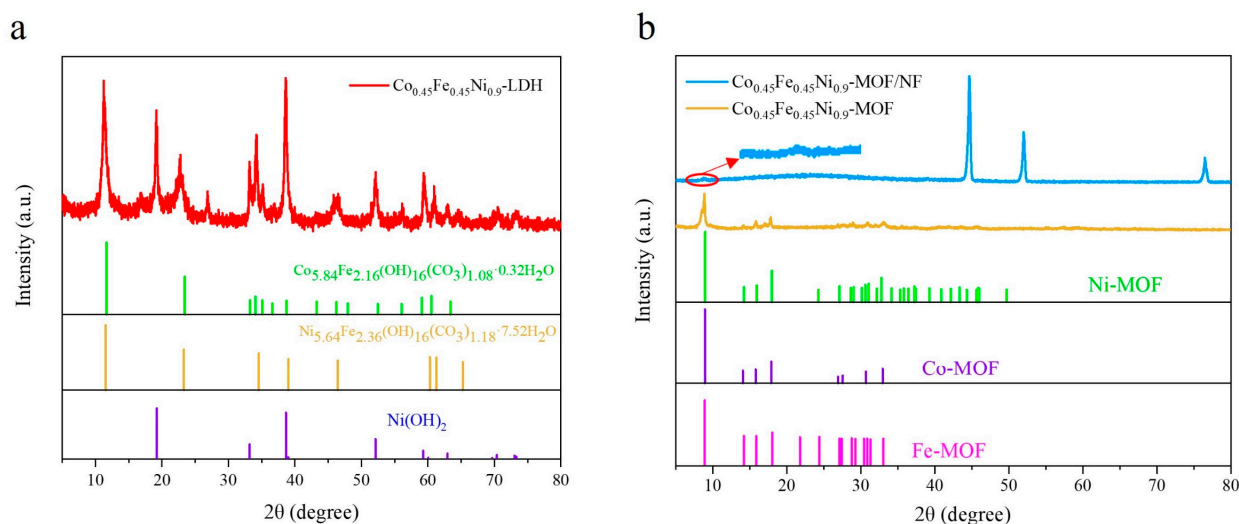 a
Co0.45Fe0.45Ni0.9-LDH
Intensity (a.u.)
Co5.84Fe2.16(OH)16(CO3)1.08·0.32H2O
Ni5.64Fe2.36(OH)16(CO3)1.18·7.52H2O
Ni(OH)2
10 20 30 40 50 60 70 80
2θ (degree)
b
Co0.45Fe0.45Ni0.9-MOF/NF
Co0.45Fe0.45Ni0.9-MOF
Intensity (a.u.)
Ni-MOF
Co-MOF
Fe-MOF
10 20 30 40 50 60 70 80
2θ (degree)